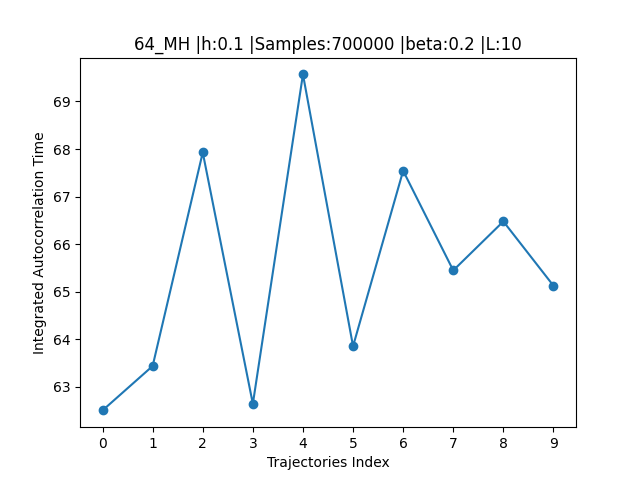 64_MH |h:0.1 |Samples:700000 |beta:0.2 |L:10
Integrated Autocorrelation Time
69
68
67
66
65
64
63
0 1 2 3 4 5 6 7 8 9
Trajectories Index